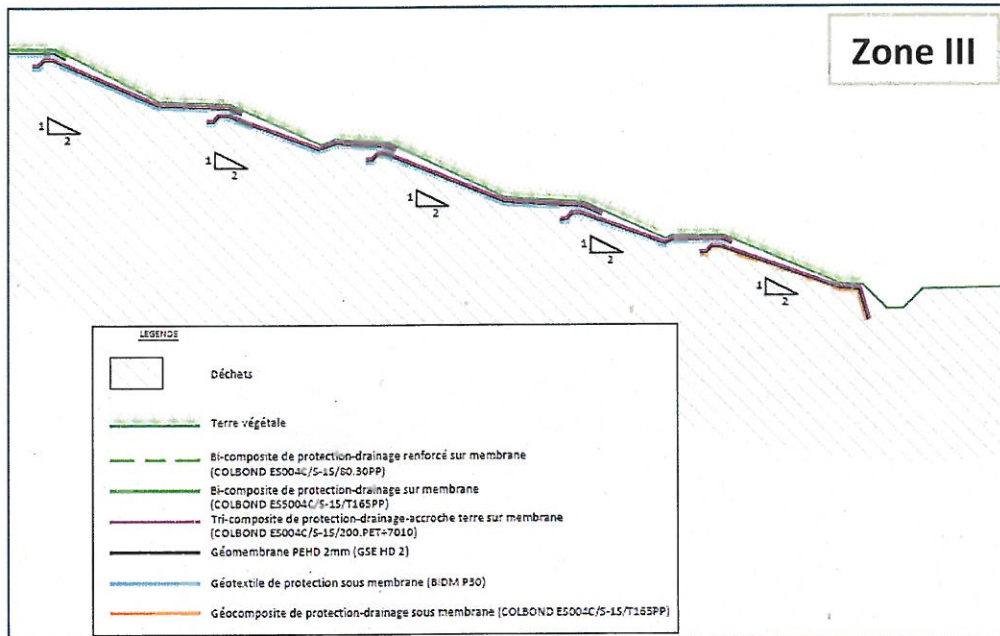 Zone III
1
2
1
2
1
2
1
2
1
2
LEGENDE
Déchets
Terre végétale
Bi-composite de protection-drainage renforcé sur membrane
(COLBOND E5004C/S-15/80.30PP)
Bi-composite de protection-drainage sur membrane
(COLBOND ES5004C/S-15/T165PP)
Tri-composite de protection-drainage-accroche terre sur membrane
(COLBOND E5004C/S-15/200.PET+7010)
Géomembrane PEHD 2mm (GSE HD 2)
Géotextile de protection sous membrane (BIDIM P30)
Géocomposite de protection-drainage sous membrane (COLBOND E5004C/S-15/T165PP)